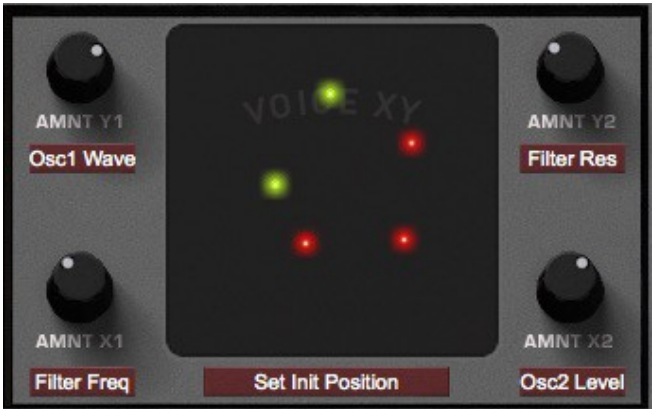 VOICE XY
AMNT Y1
Osc1 Wave
AMNT Y2
Filter Res
AMNT X1
Filter Freq
Set Init Position
AMNT X2
Osc2 Level